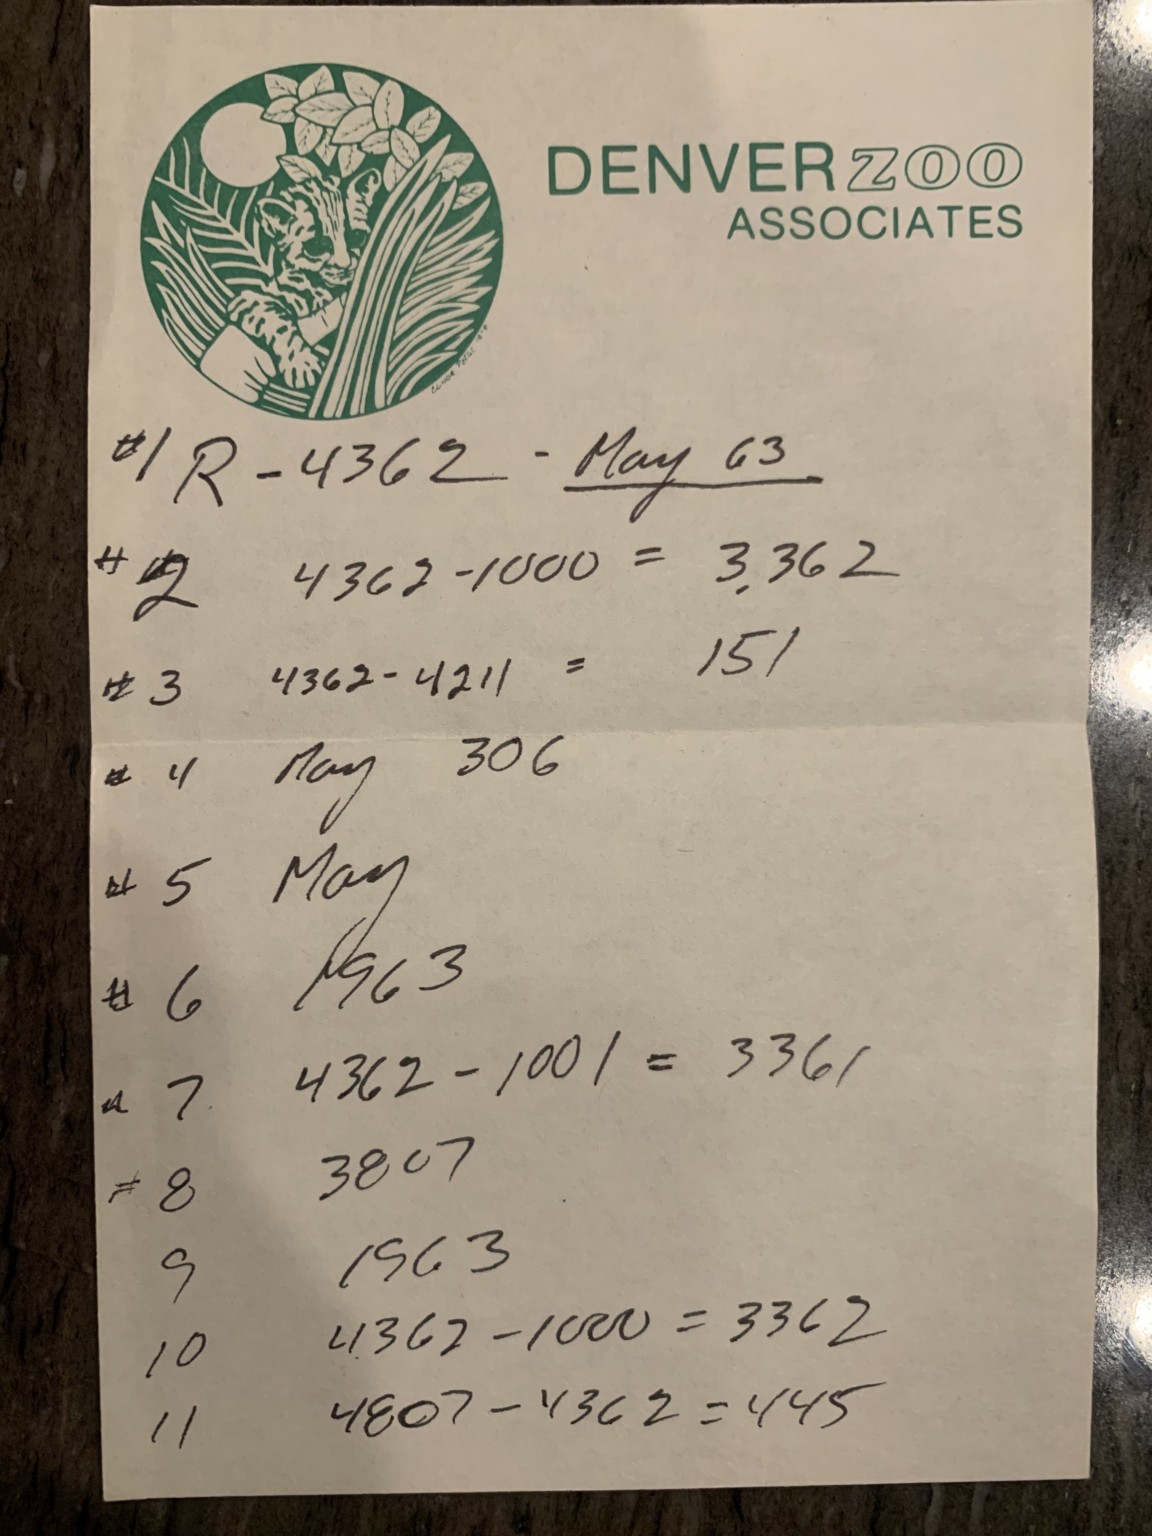 DENVER ZOO
ASSOCIATES
#1 R - 4362 - May 63
# 2 4362 - 1000 = 3,362
# 3 4362 - 4211 = 151
# 4 May 306
# 5 May
# 6 1963
# 7 4362 - 1001 = 3361
# 8 3807
9 1963
10 4362 - 1000 = 3362
11 4807 - 4362 = 445